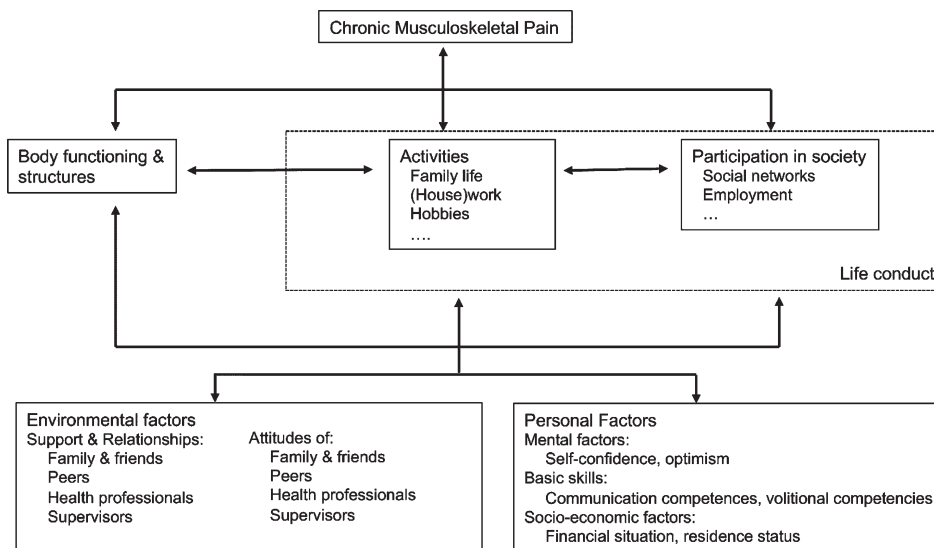 Chronic Musculoskeletal Pain
Body functioning &
structures
Activities
Family life
(House)work
Hobbies
....
Participation in society
Social networks
Employment
...
Life conduct
Environmental factors
Support & Relationships:
Family & friends
Peers
Health professionals
Supervisors
Attitudes of:
Family & friends
Peers
Health professionals
Supervisors
Personal Factors
Mental factors:
Self-confidence, optimism
Basic skills:
Communication competences, volitional competencies
Socio-economic factors:
Financial situation, residence status